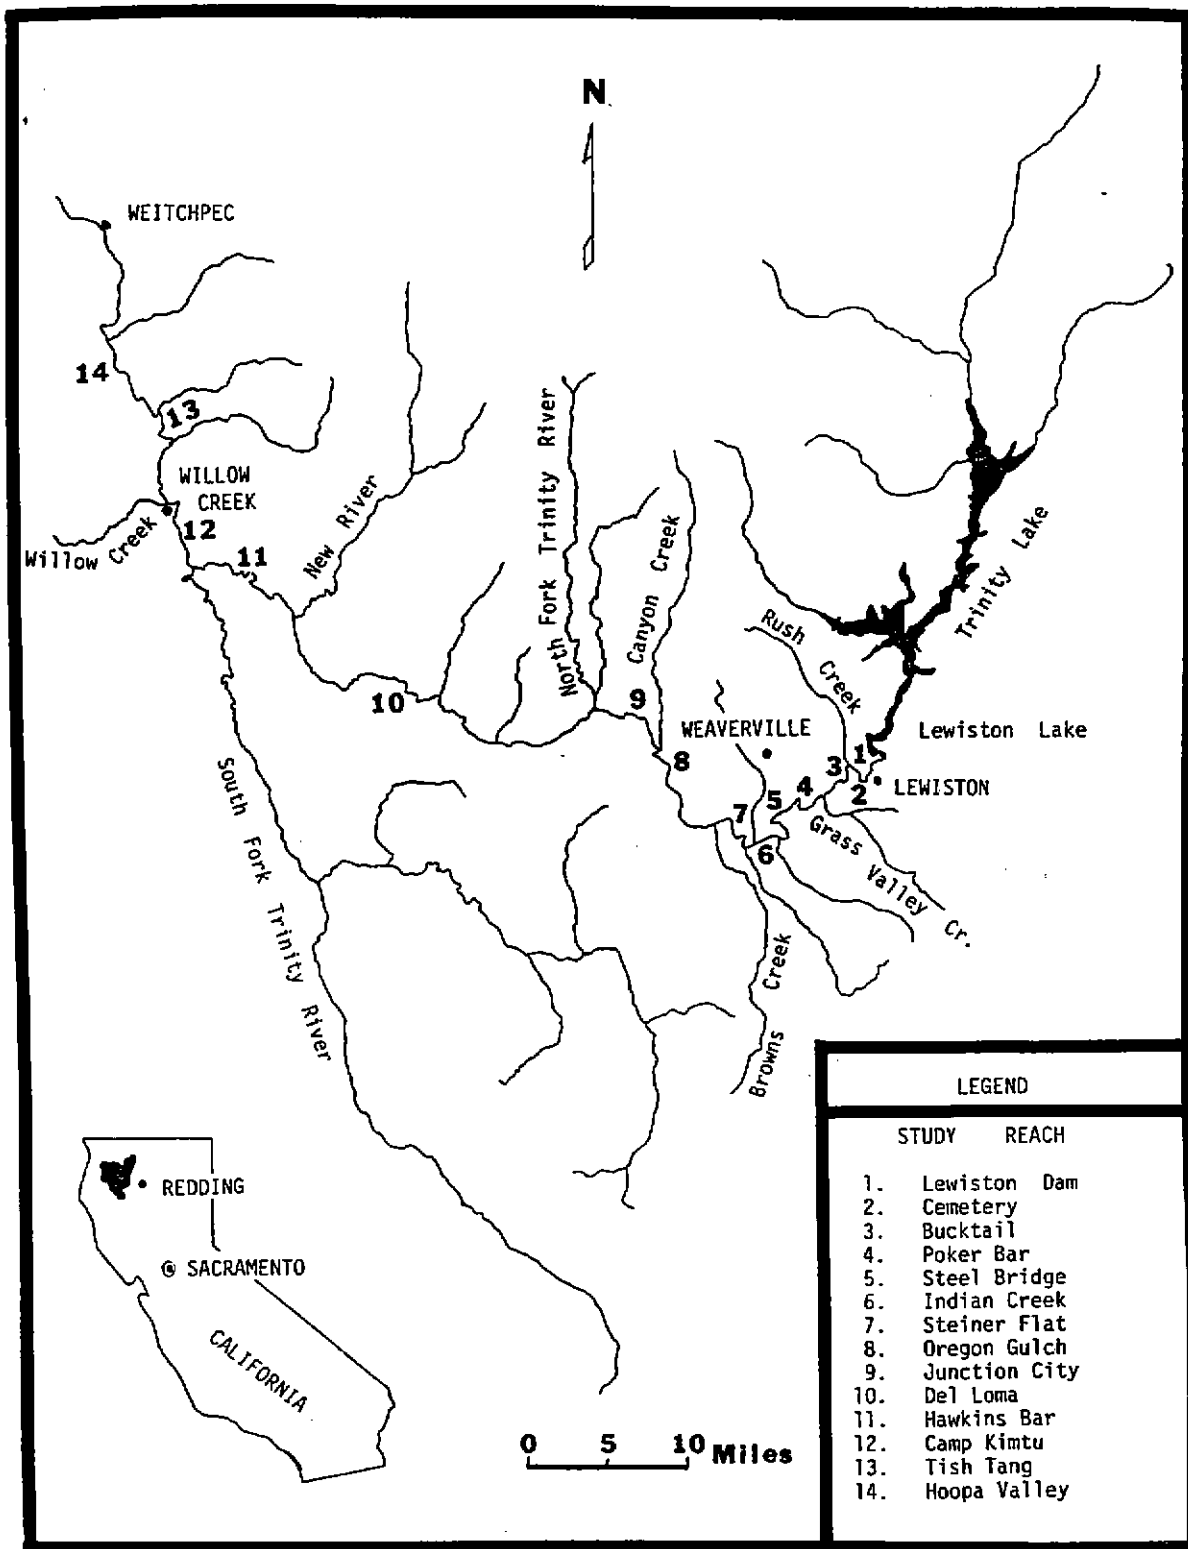 N
WEITCHPEC
14
13
WILLOW
CREEK
Willow Creek
12
11
New River
North Fork Trinity River
Canyon Creek
Trinity Lake
Rush Creek
10
9
8
WEAVERVILLE
Lewiston Lake
1
3
2
LEWISTON
4
5
7
6
Grass Valley Cr.
South Fork Trinity River
Browns Creek
REDDING
SACRAMENTO
CALIFORNIA
0 5 10 Miles
LEGEND
STUDY REACH
1. Lewiston Dam
2. Cemetery
3. Bucktail
4. Poker Bar
5. Steel Bridge
6. Indian Creek
7. Steiner Flat
8. Oregon Gulch
9. Junction City
10. Del Loma
11. Hawkins Bar
12. Camp Kimtu
13. Tish Tang
14. Hoopa Valley